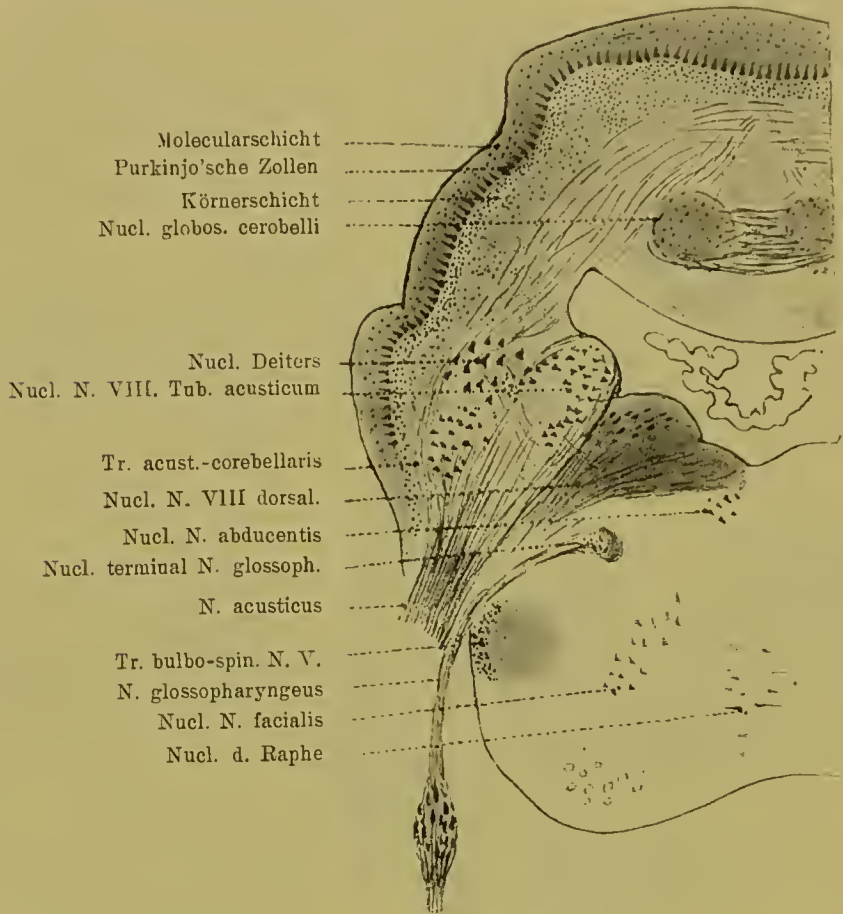 Molecularschicht
Purkinjo'sche Zollen
Körnerschicht
Nucl. globos. cerobelli
Nucl. Deiters
Nucl. N. VIII. Tub. acusticum
Tr. acust.-corebellaris
Nucl. N. VIII dorsal.
Nucl. N. abducentis
Nucl. terminal N. glossoph.
N. acusticus
Tr. bulbo-spin. N. V.
N. glossopharyngeus
Nucl. N. facialis
Nucl. d. Raphe